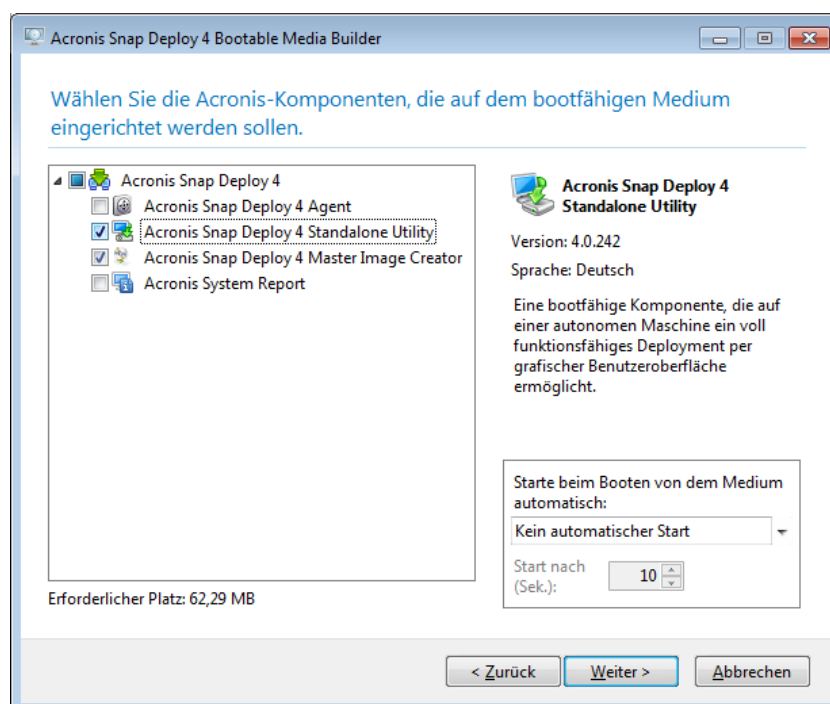 Acronis Snap Deploy 4 Bootable Media Builder
Wählen Sie die Acronis-Komponenten, die auf dem bootfähigen Medium
eingerichtet werden sollen.
Acronis Snap Deploy 4
Acronis Snap Deploy 4 Agent
Acronis Snap Deploy 4 Standalone Utility
Acronis Snap Deploy 4 Master Image Creator
Acronis System Report
Erforderlicher Platz: 62,29 MB
Acronis Snap Deploy 4
Standalone Utility
Version: 4.0.242
Sprache: Deutsch
Eine bootfähige Komponente, die auf
einer autonomen Maschine ein voll
funktionsfähiges Deployment per
grafischer Benutzeroberfläche
ermöglicht.
Starte beim Booten von dem Medium
automatisch:
Kein automatischer Start
Start nach
(Sek.):
10
< Zurück
Weiter >
Abbrechen